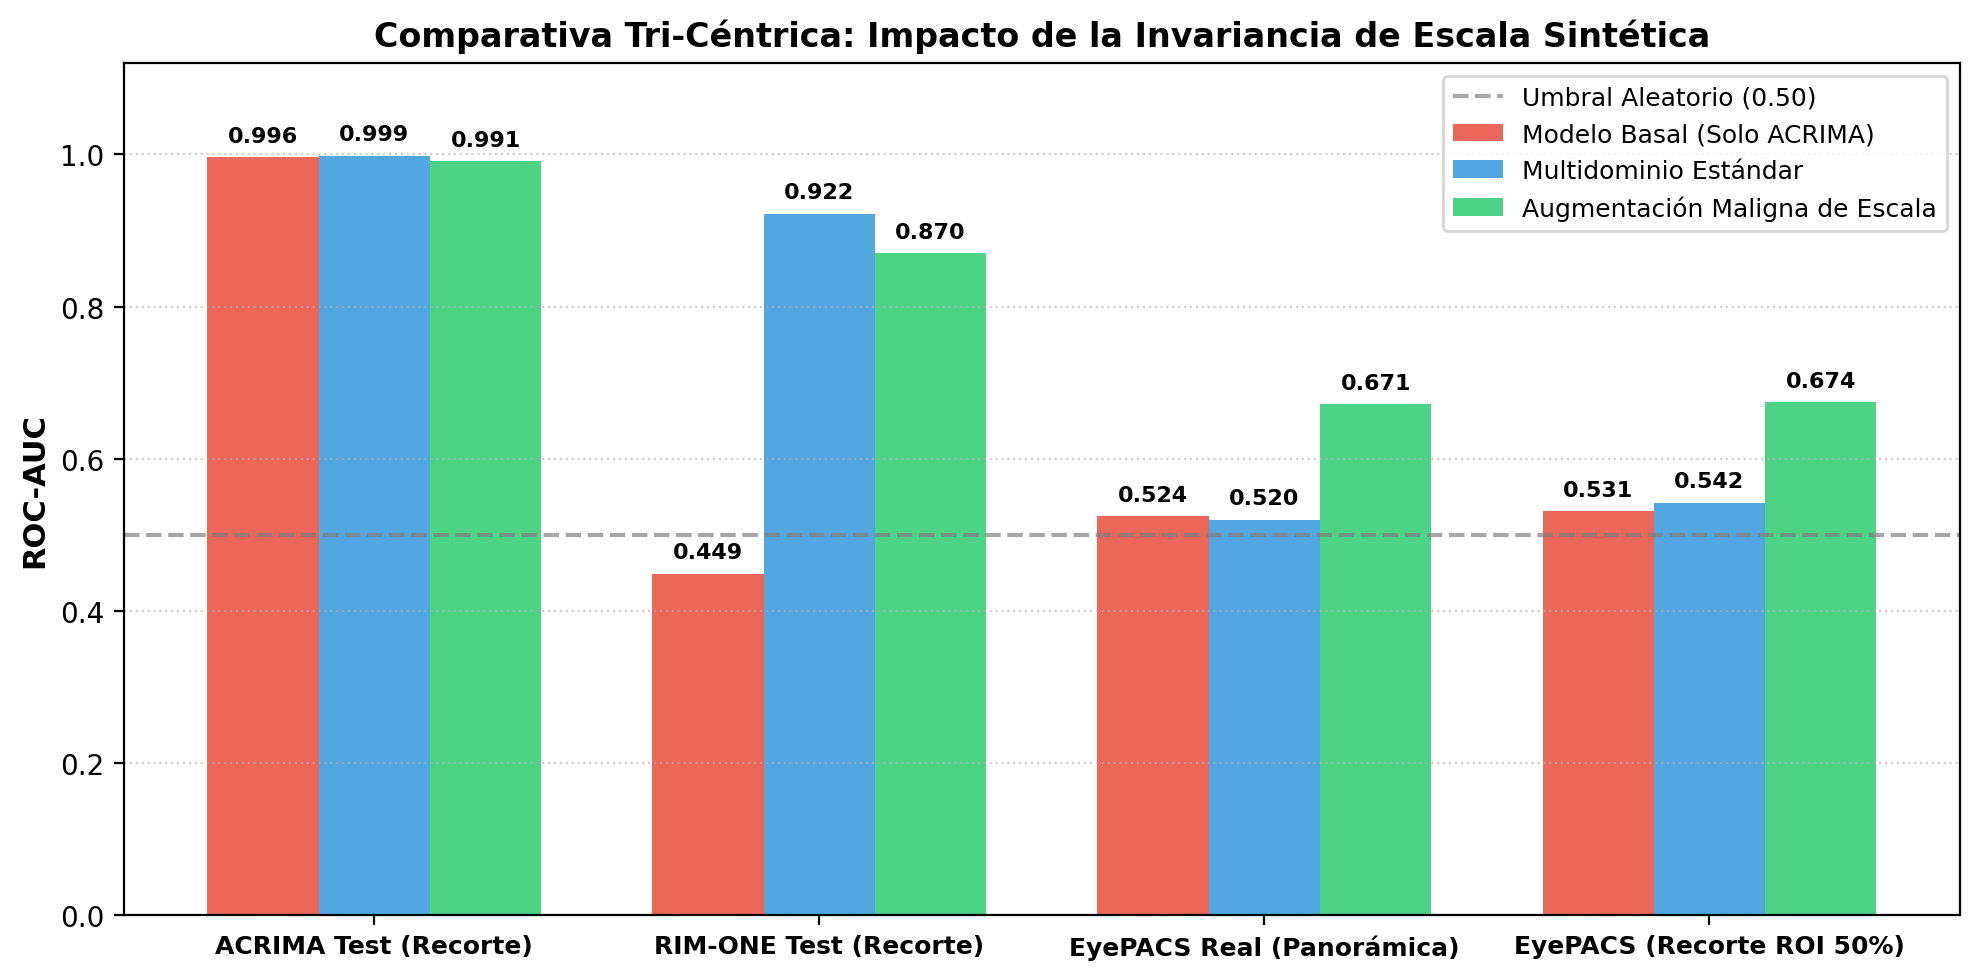 Comparativa Tri-Céntrica: Impacto de la Invariancia de Escala Sintética
Umbral Aleatorio (0.50)
Modelo Basal (Solo ACRIMA)
Multidominio Estándar
Augmentación Maligna de Escala
ROC-AUC
1.0
0.8
0.6
0.4
0.2
0.0
0.996
0.999
0.991
0.449
0.922
0.870
0.524
0.520
0.671
0.531
0.542
0.674
ACRIMA Test (Recorte)
RIM-ONE Test (Recorte)
EyePACS Real (Panorámica)
EyePACS (Recorte ROI 50%)